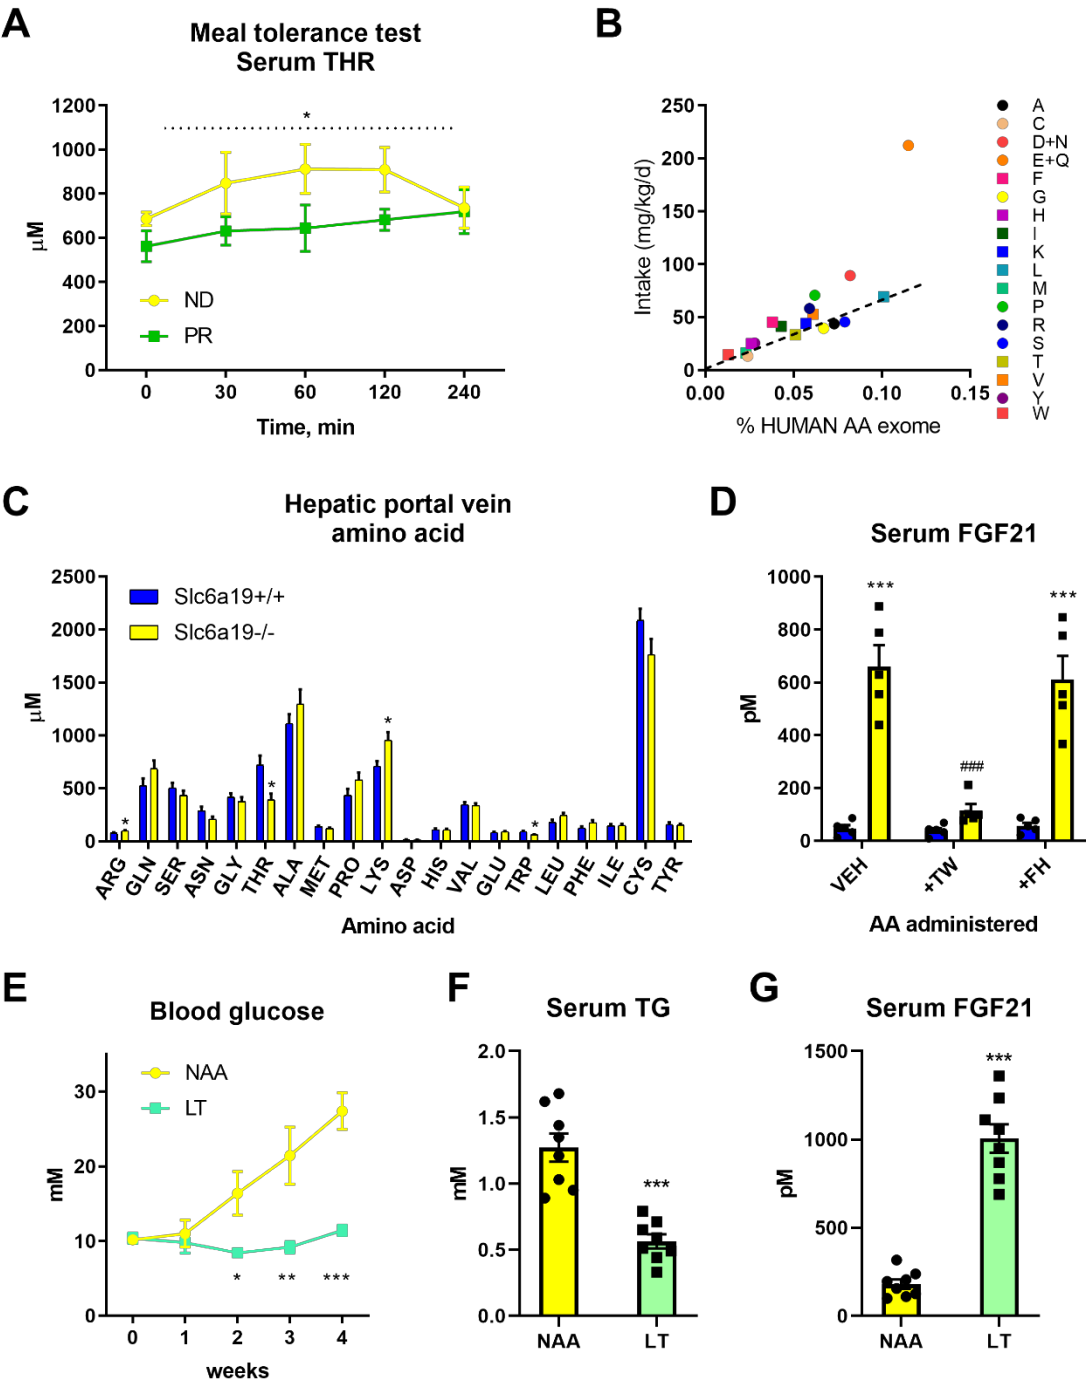 A
Meal tolerance test
Serum THR
1200
1000
800
600
400
200
0
µM
*
ND
PR
0 30 60 120 240
Time, min
B
250
200
150
100
50
0
Intake (mg/kg/d)
0.00 0.05 0.10 0.15
% HUMAN AA exome
A
C
D+N
E+Q
F
G
H
I
K
L
M
P
R
S
T
V
Y
W
C
Hepatic portal vein
amino acid
2500
2000
1500
1000
500
0
µM
Slc6a19+/+
Slc6a19-/-
* * * *
ARG GLN SER ASN GLY THR ALA MET PRO LYS ASP HIS VAL GLU TRP LEU PHE ILE CYS TYR
Amino acid
D
Serum FGF21
1000
800
600
400
200
0
pM
*** ### ***
VEH +TW +FH
AA administered
E
Blood glucose
30
20
10
0
mM
NAA
LT
* ** ***
0 1 2 3 4
weeks
F
Serum TG
2.0
1.5
1.0
0.5
0.0
mM
***
NAA LT
G
Serum FGF21
1500
1000
500
0
pM
***
NAA LT